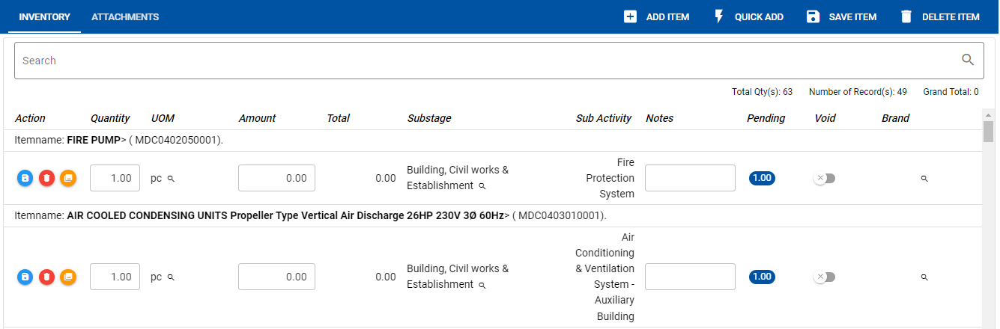 INVENTORY ATTACHMENTS ADD ITEM QUICK ADD SAVE ITEM DELETE ITEM
Search
Total Qty(s): 63 Number of Record(s): 49 Grand Total: 0
Action Quantity UOM Amount Total Substage Sub Activity Notes Pending Void Brand
Itemname: FIRE PUMP> ( MDC0402050001).
1.00 pc 0.00 0.00 Building, Civil works & Establishment Fire Protection System 1.00
Itemname: AIR COOLED CONDENSING UNITS Propeller Type Vertical Air Discharge 26HP 230V 3Ø 60Hz> ( MDC0403010001).
1.00 pc 0.00 0.00 Building, Civil works & Establishment Air Conditioning & Ventilation System - Auxiliary Building 1.00